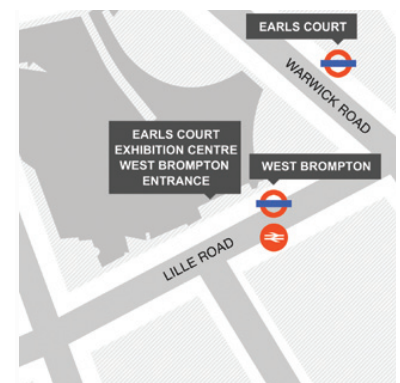 EARLS COURT
WARWICK ROAD
EARLS COURT
EXHIBITION CENTRE
WEST BROMPTON
ENTRANCE
WEST BROMPTON
LILLE ROAD